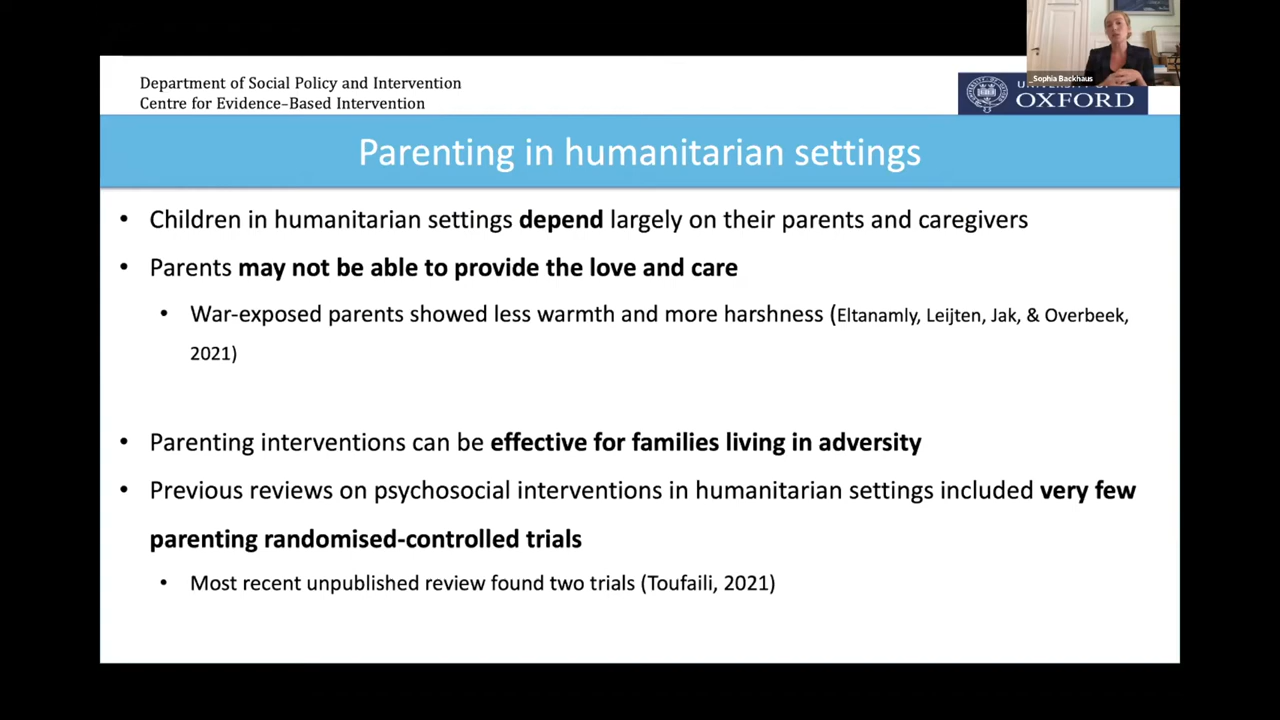 Sophia Backhaus
Department of Social Policy and Intervention
Centre for Evidence-Based Intervention
OXFORD
Parenting in humanitarian settings
• Children in humanitarian settings depend largely on their parents and caregivers
• Parents may not be able to provide the love and care
• War-exposed parents showed less warmth and more harshness (Eltanamly, Leijten, Jak, & Overbeek,
2021)
• Parenting interventions can be effective for families living in adversity
• Previous reviews on psychosocial interventions in humanitarian settings included very few
parenting randomised-controlled trials
• Most recent unpublished review found two trials (Toufaili, 2021)